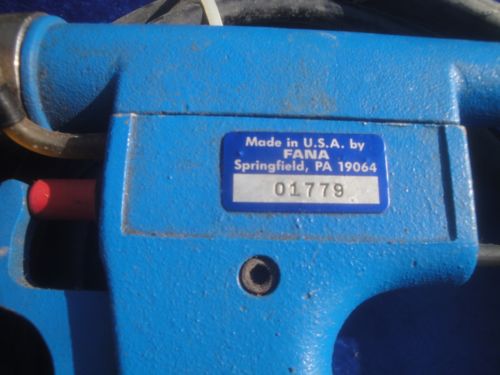 Made in U.S.A. by
FANA
Springfield, PA 19064
01779